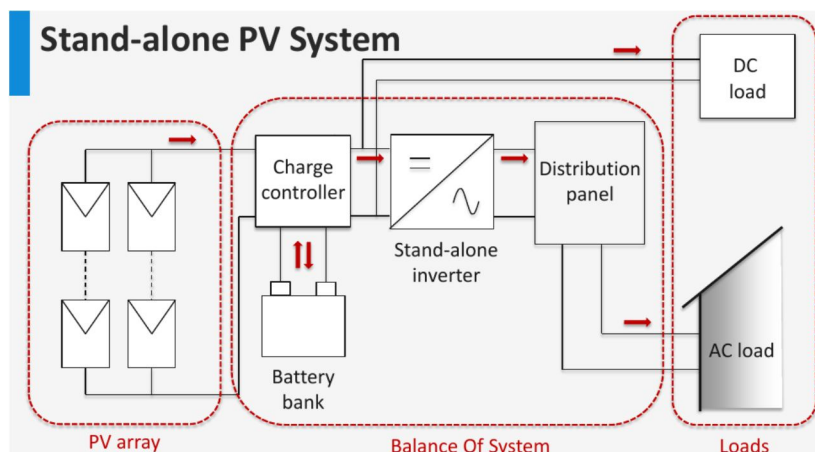 Stand-alone PV System
DC
load
Charge
controller
Distribution
panel
Stand-alone
inverter
Battery
bank
AC load
PV array
Balance Of System
Loads